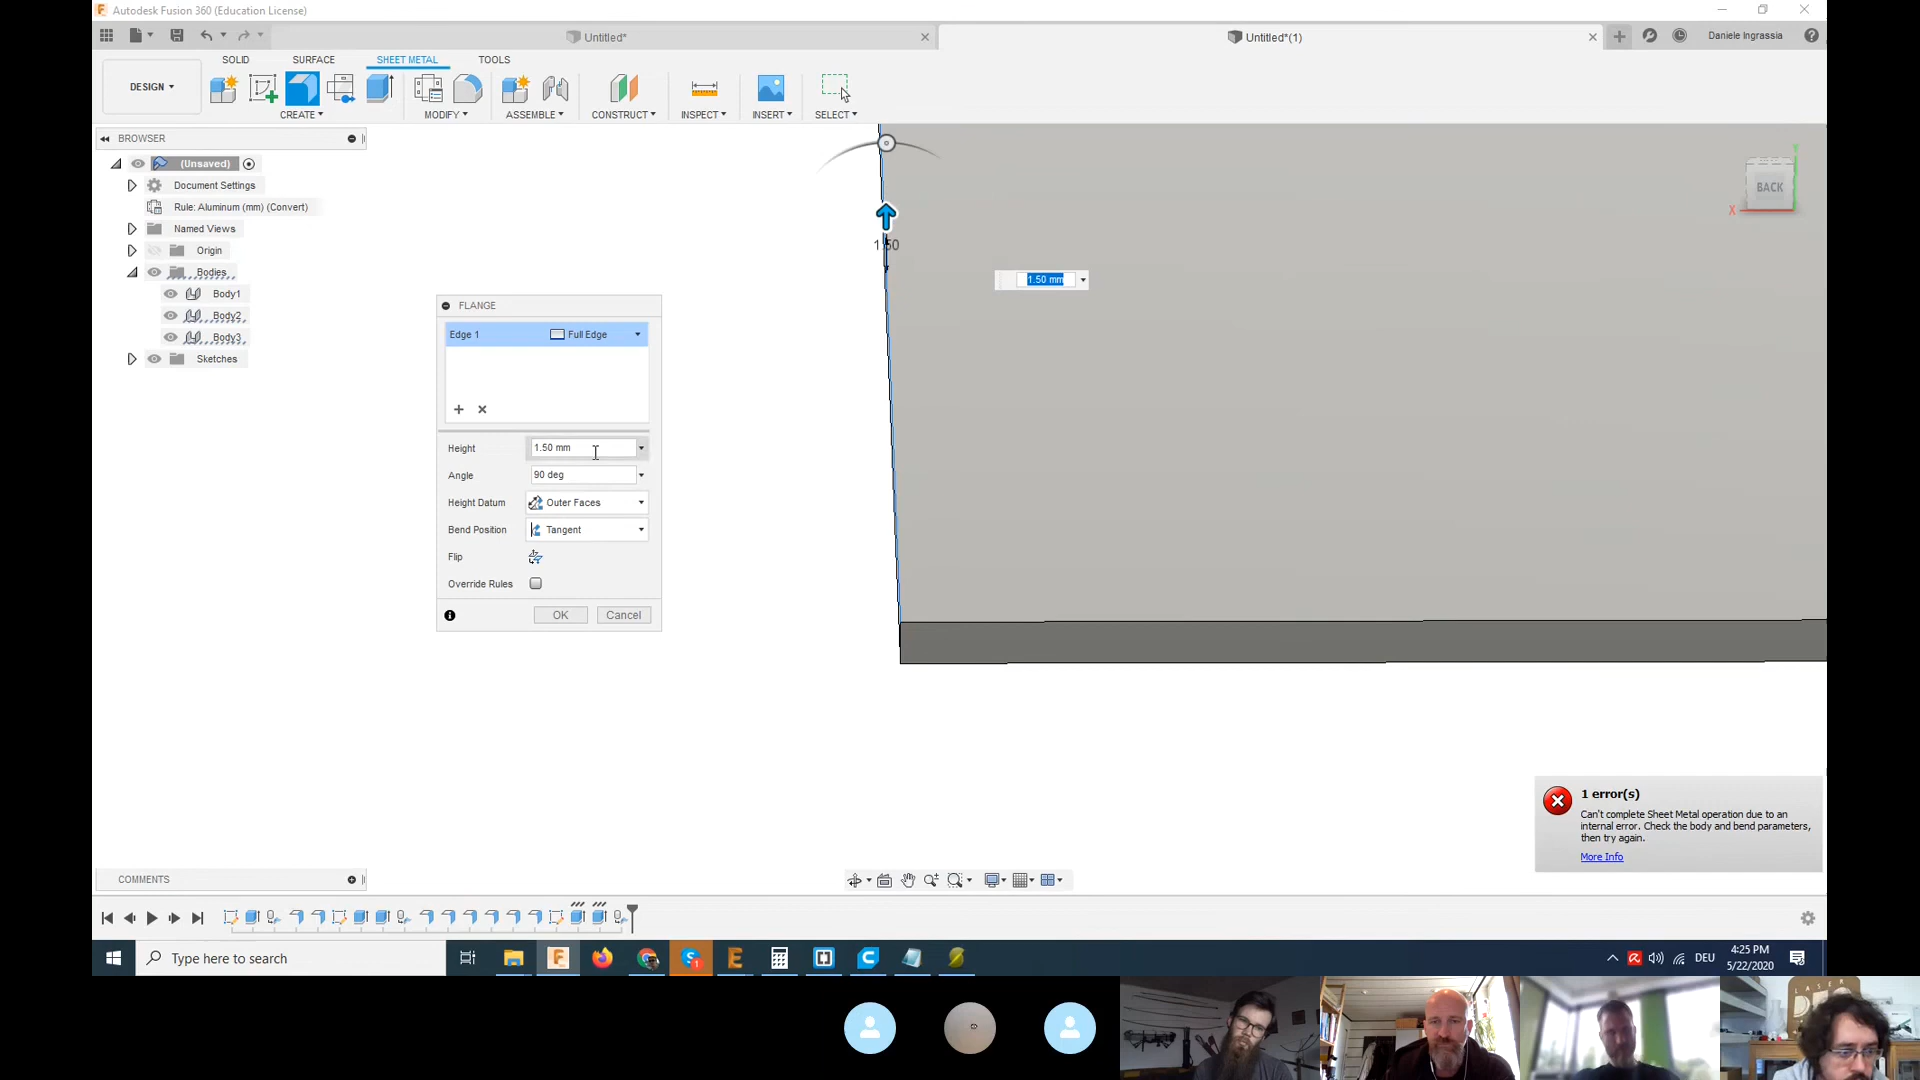 Autodesk Fusion 360 (Education License)
Untitled*
Untitled*(1)
Daniele Ingrassia
SOLID
SURFACE
SHEET METAL
TOOLS
DESIGN
CREATE
MODIFY
ASSEMBLE
CONSTRUCT
INSPECT
INSERT
SELECT
BROWSER
(Unsaved)
Document Settings
Rule: Aluminum (mm) (Convert)
Named Views
Origin
Bodies
Body1
Body2
Body3
Sketches
BACK
X
Y
1.50
1.50 mm
FLANGE
Edge 1
Full Edge
Height
1.50 mm
Angle
90 deg
Height Datum
Outer Faces
Bend Position
Tangent
Flip
Override Rules
OK
Cancel
1 error(s)
Can't complete Sheet Metal operation due to an
internal error. Check the body and bend parameters,
then try again.
More Info
COMMENTS
Type here to search
DEU
4:25 PM
5/22/2020